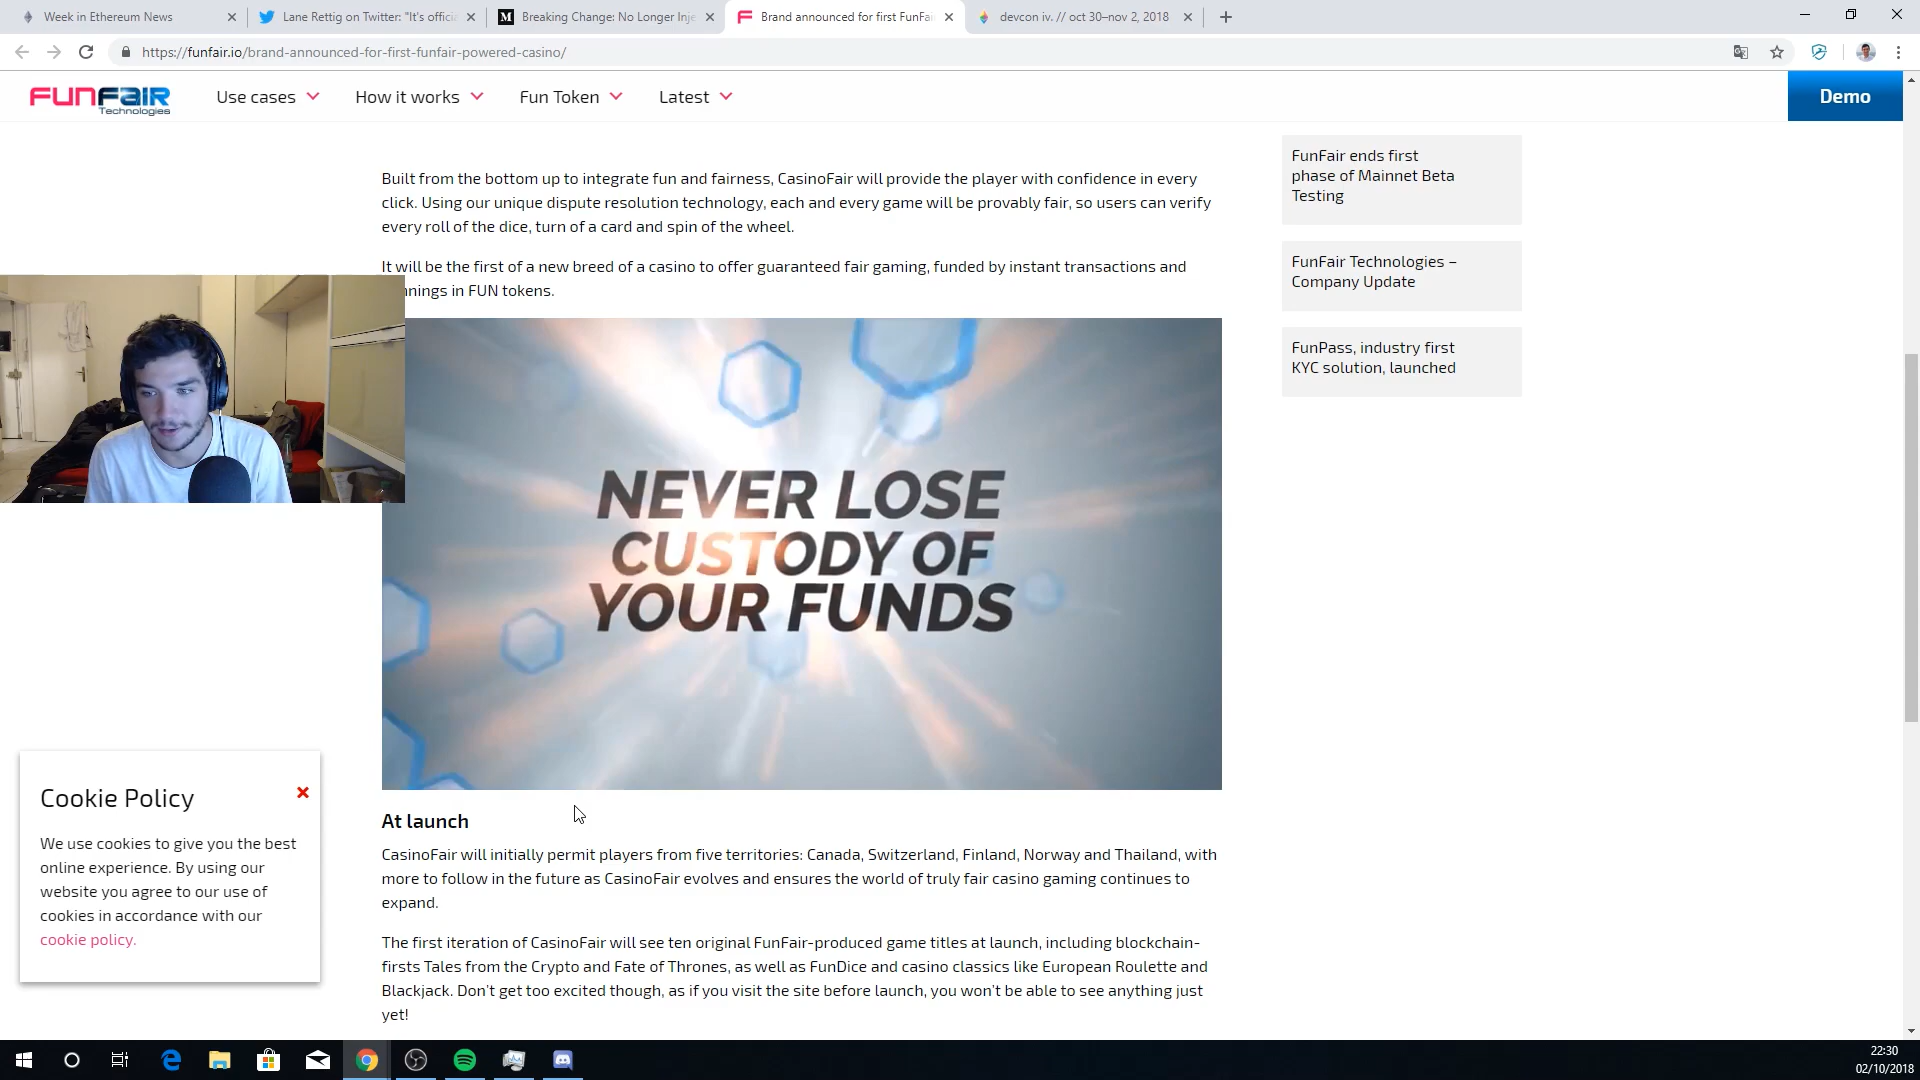 Week in Ethereum News
Lane Rettig on Twitter: "It's offici
Breaking Change: No Longer Inje
Brand announced for first FunFai
devcon iv. // oct 30–nov 2, 2018
https://funfair.io/brand-announced-for-first-funfair-powered-casino/
FUNFAIR
Technologies
Use cases
How it works
Fun Token
Latest
Demo
Built from the bottom up to integrate fun and fairness, CasinoFair will provide the player with confidence in every
click. Using our unique dispute resolution technology, each and every game will be provably fair, so users can verify
every roll of the dice, turn of a card and spin of the wheel.
It will be the first of a new breed of a casino to offer guaranteed fair gaming, funded by instant transactions and
nnings in FUN tokens.
NEVER LOSE
CUSTODY OF
YOUR FUNDS
At launch
CasinoFair will initially permit players from five territories: Canada, Switzerland, Finland, Norway and Thailand, with
more to follow in the future as CasinoFair evolves and ensures the world of truly fair casino gaming continues to
expand.
The first iteration of CasinoFair will see ten original FunFair-produced game titles at launch, including blockchain-
firsts Tales from the Crypto and Fate of Thrones, as well as FunDice and casino classics like European Roulette and
Blackjack. Don't get too excited though, as if you visit the site before launch, you won't be able to see anything just
yet!
FunFair ends first
phase of Mainnet Beta
Testing
FunFair Technologies –
Company Update
FunPass, industry first
KYC solution, launched
Cookie Policy
We use cookies to give you the best
online experience. By using our
website you agree to our use of
cookies in accordance with our
cookie policy.
22:30
02/10/2018